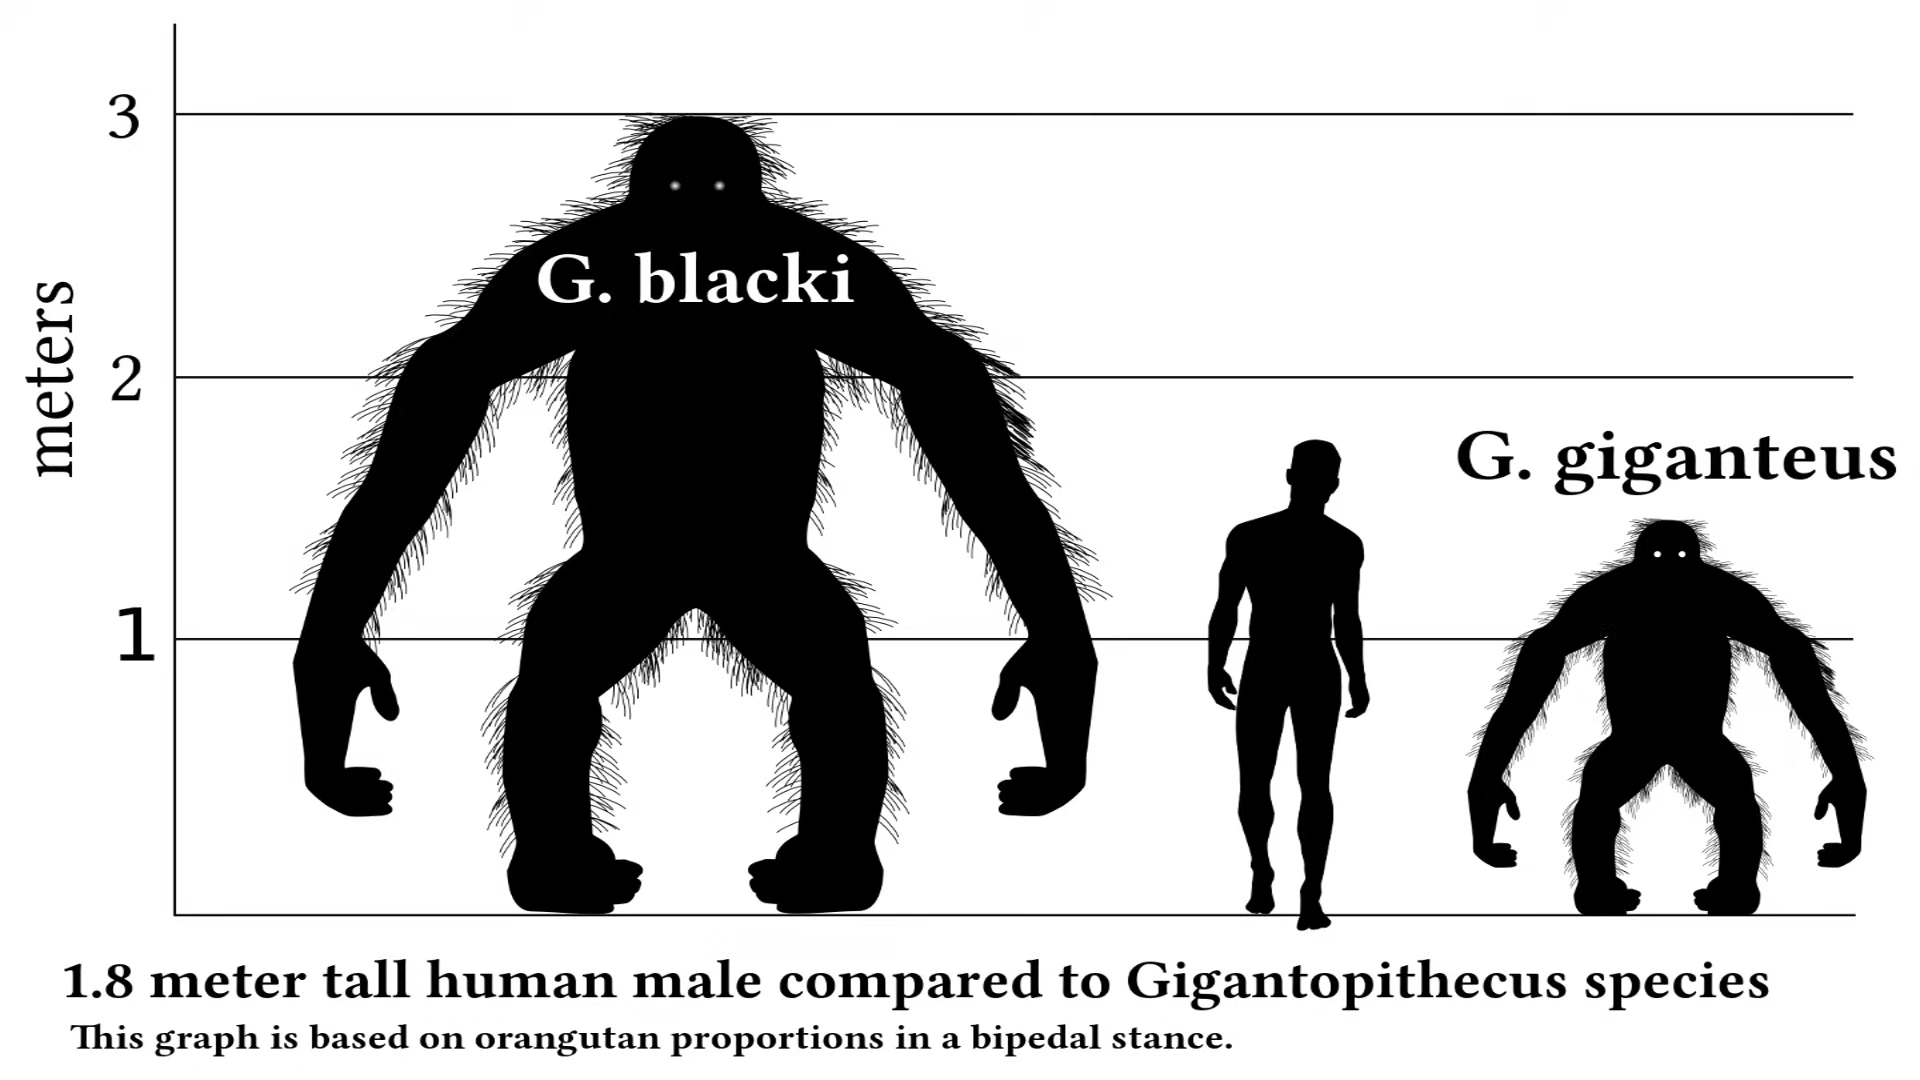 3
G. blacki
meters
2
G. giganteus
1
1.8 meter tall human male compared to Gigantopithecus species
This graph is based on orangutan proportions in a bipedal stance.